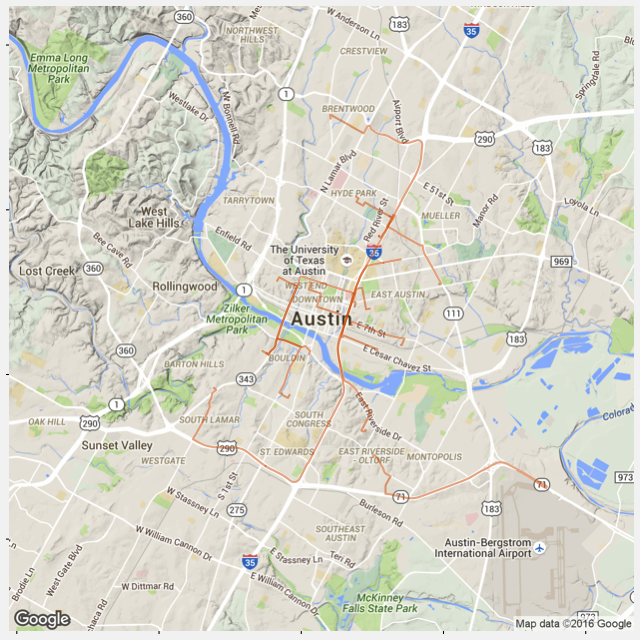 360
183
35
W Anderson Ln
Emma Long
Metropolitan
Park
NORTHWEST
HILLS
CRESTVIEW
Springdale Rd
Westlake Dr
Mt Bonnell Rd
1
BRENTWOOD
Airport Blvd
290
183
N Lamar Blvd
HYDE PARK
E 51st St
TARRYTOWN
West
Lake Hills
Red River St
MUELLER
Manor Rd
Loyola Ln
Bee Cave Rd
Enfield Rd
The University
of Texas
at Austin
35
Lost Creek
360
969
Rollingwood
1
WEST END
DOWNTOWN
EAST AUSTIN
Zilker
Metropolitan
Park
Austin
E 7th St
111
183
360
BARTON HILLS
BOULDIN
E Cesar Chavez St
343
1
OAK HILL
290
SOUTH LAMAR
SOUTH
CONGRESS
East Riverside Dr
Colorado
Sunset Valley
290
WESTGATE
ST. EDWARDS
EAST RIVERSIDE
- OLTORF
MONTOPOLIS
973
S 1st St
71
71
W Stassney Ln
275
Burleson Rd
183
W William Cannon Dr
SOUTHEAST
AUSTIN
Austin-Bergstrom
International Airport
West Gate Blvd
35
E Stassney Ln
Teri Rd
Brodie Ln
W Dittmar Rd
E William Cannon Dr
McKinney
Falls State Park
Google
Map data ©2016 Google